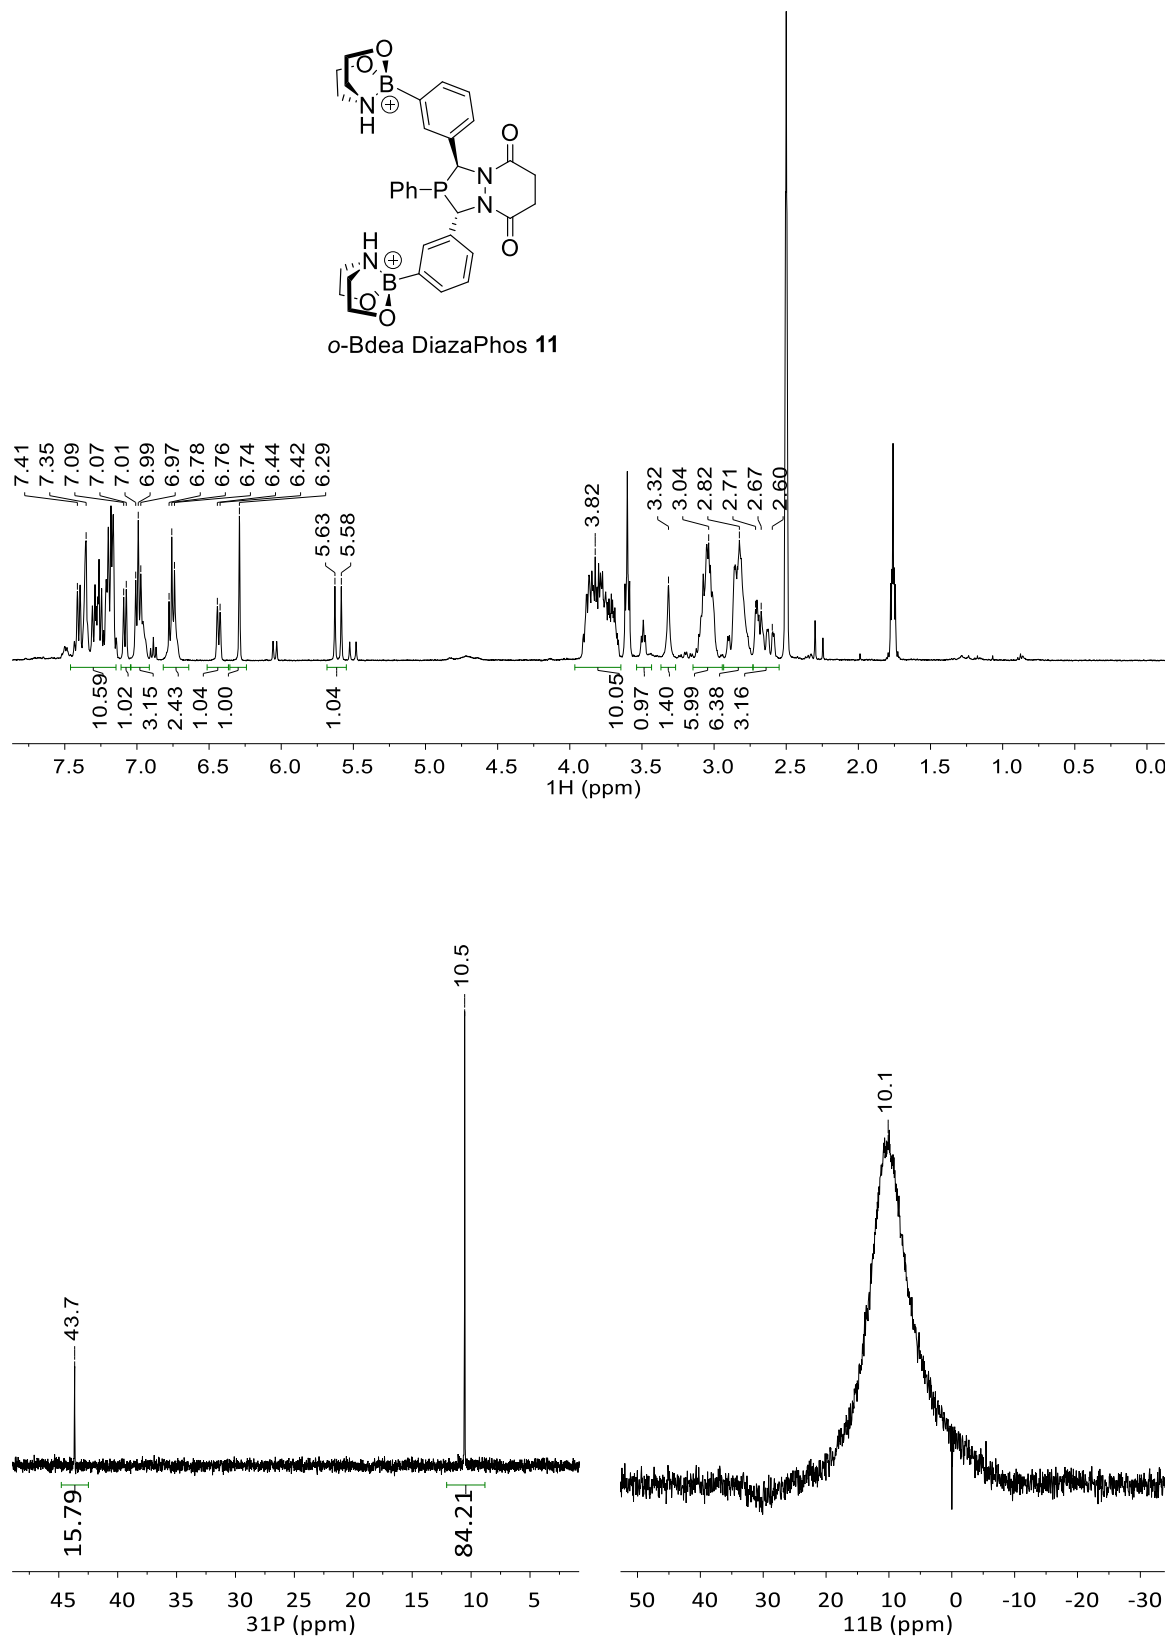 O
O
B
N
⊕
H
O
N
Ph P
N
O
H
N
⊕
B
O
O
o-Bdea DiazaPhos 11
7.41
7.35
7.09
7.07
7.01
6.99
6.97
6.78
6.76
6.74
6.44
6.42
6.29
5.63
5.58
3.82
3.32
3.04
2.82
2.71
2.67
2.60
10.59
1.02
3.15
2.43
1.04
1.00
1.04
10.05
0.97
1.40
5.99
6.38
3.16
7.5 7.0 6.5 6.0 5.5 5.0 4.5 4.0 3.5 3.0 2.5 2.0 1.5 1.0 0.5 0.0
1H (ppm)
43.7
10.5
15.79
84.21
45 40 35 30 25 20 15 10 5
31P (ppm)
10.1
50 40 30 20 10 0 -10 -20 -30
11B (ppm)